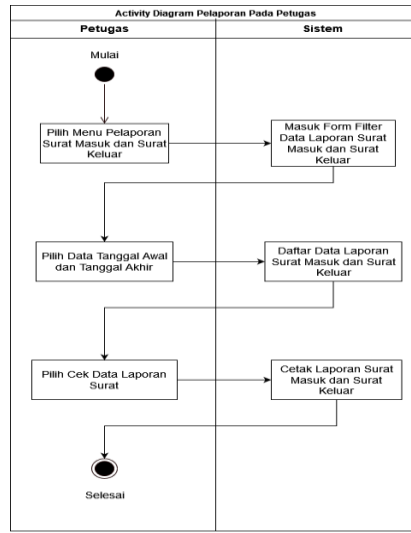 Activity Diagram Pelaporan Pada Petugas
Petugas
Sistem
Mulai
Pilih Menu Pelaporan
Surat Masuk dan Surat
Keluar
Masuk Form Filter
Data Laporan Surat
Masuk dan Surat
Keluar
Pilih Data Tanggal Awal
dan Tanggal Akhir
Daftar Data Laporan
Surat Masuk dan Surat
Keluar
Pilih Cek Data Laporan
Surat
Cetak Laporan Surat
Masuk dan Surat
Keluar
Selesai